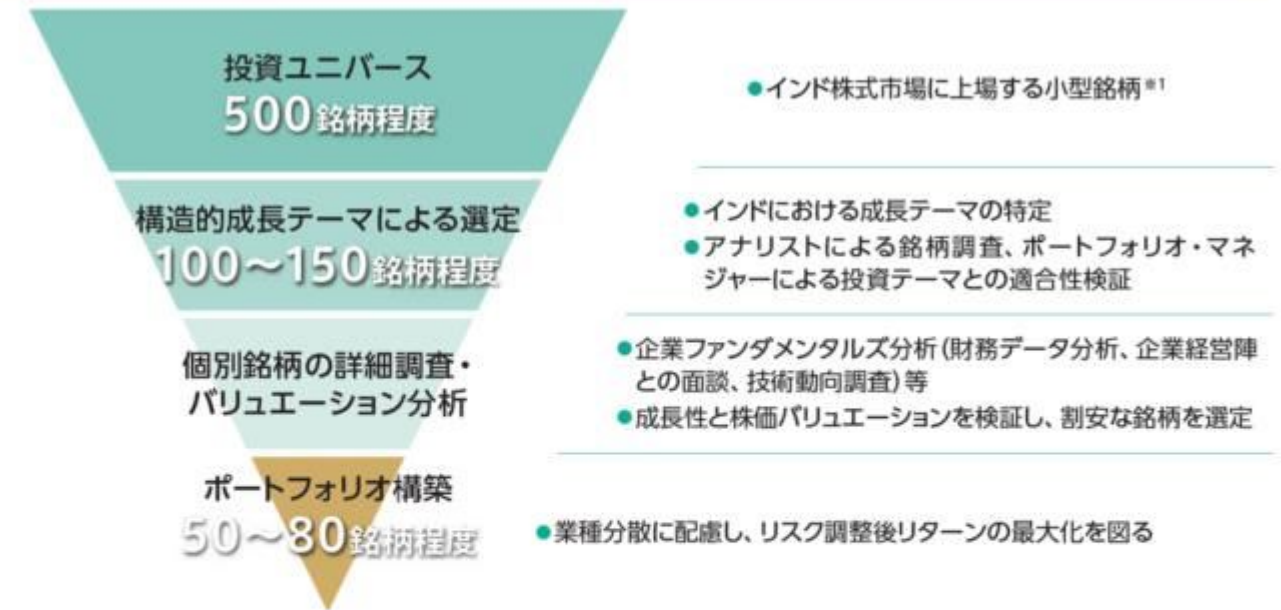 投資ユニバース
500銘柄程度
●インド株式市場に上場する小型銘柄※1
構造的成長テーマによる選定
100～150銘柄程度
●インドにおける成長テーマの特定
●アナリストによる銘柄調査、ポートフォリオ・マネ
ジャーによる投資テーマとの適合性検証
個別銘柄の詳細調査・
バリュエーション分析
●企業ファンダメンタルズ分析(財務データ分析、企業経営陣
との面談、技術動向調査)等
●成長性と株価バリュエーションを検証し、割安な銘柄を選定
ポートフォリオ構築
50～80銘柄程度
●業種分散に配慮し、リスク調整後リターンの最大化を図る